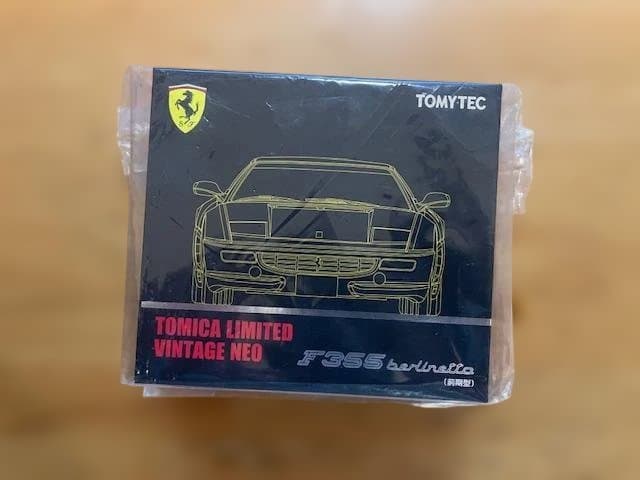 TOMYTEC
TOMICA LIMITED
VINTAGE NEO
F355 berlinetta
(前期型)